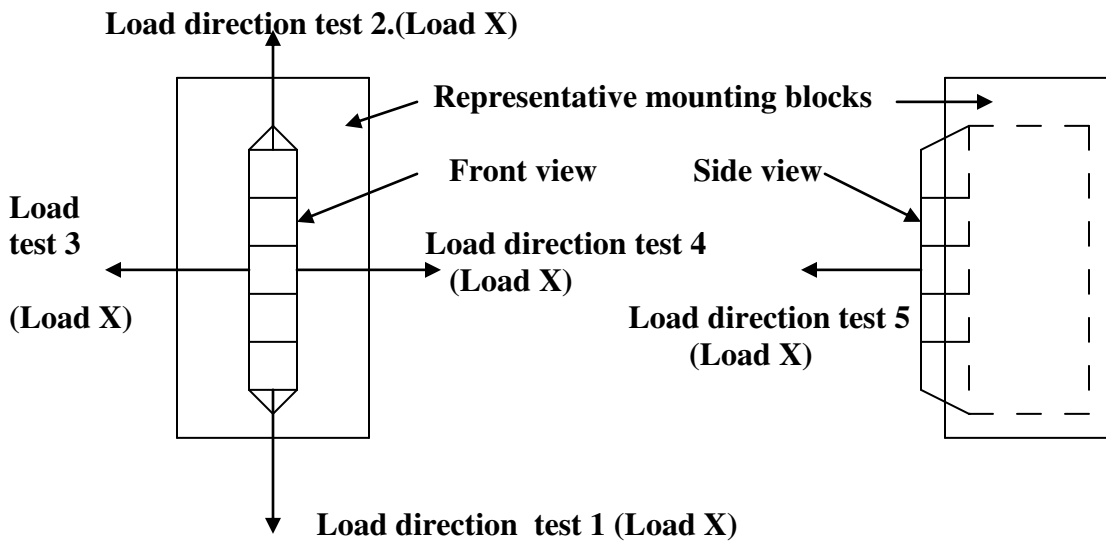 Load direction test 2.(Load X)
Representative mounting blocks
Front view
Side view
Load
test 3
(Load X)
Load direction test 4
(Load X)
Load direction test 5
(Load X)
Load direction  test 1 (Load X)